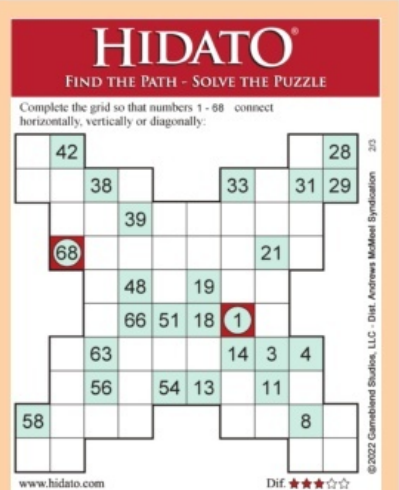 HIDATO®
FIND THE PATH - SOLVE THE PUZZLE
Complete the grid so that numbers 1 - 68 connect
horizontally, vertically or diagonally:
42 28
38 33 31 29
39
68 21
48 19
66 51 18 1
63 14 3 4
56 54 13 11
58 8
www.hidato.com Dif. ★★★☆☆
2/3
©2022 Gameblend Studios, LLC - Dist. Andrews McMeel Syndication